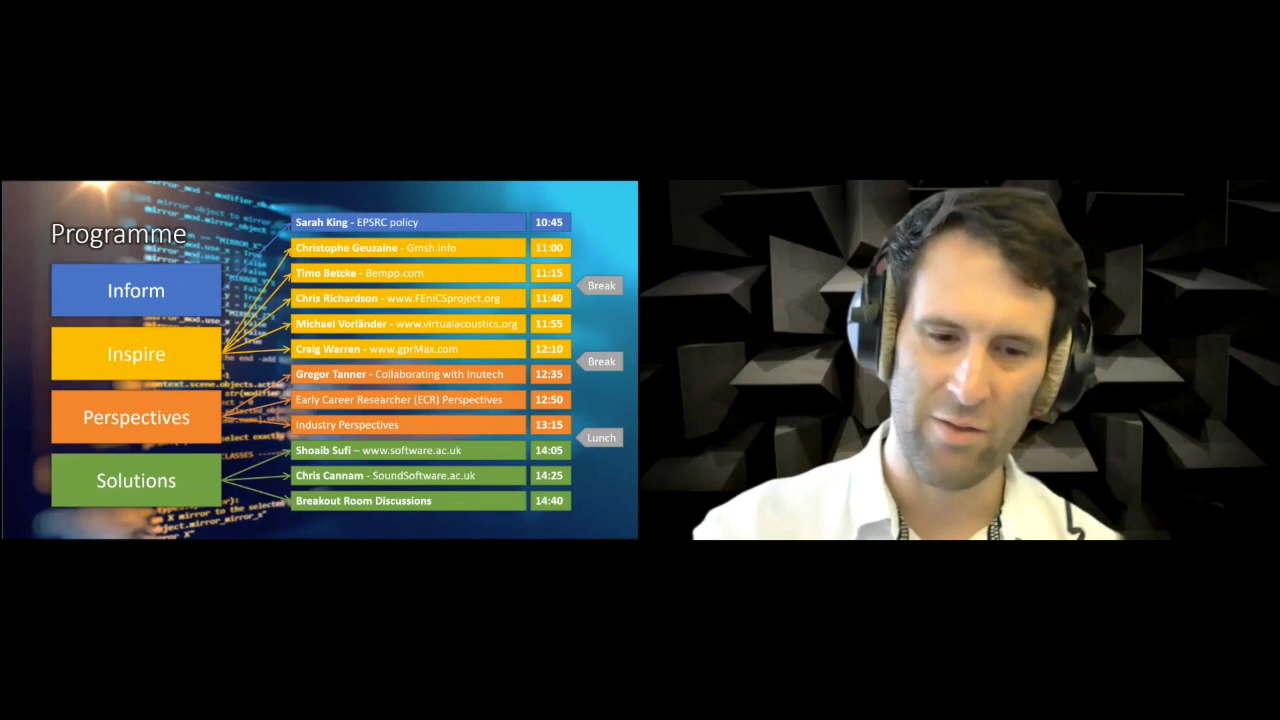 Programme
Inform
Inspire
Perspectives
Solutions
Sarah King - EPSRC policy 10:45
Christophe Geuzaine - Gmsh.info 11:00
Timo Betcke - Bempp.com 11:15
Break
Chris Richardson - www.FEniCSproject.org 11:40
Michael Vorländer - www.virtualacoustics.org 11:55
Craig Warren - www.gprMax.com 12:10
Break
Gregor Tanner - Collaborating with Inutech 12:35
Early Career Researcher (ECR) Perspectives 12:50
Industry Perspectives 13:15
Lunch
Shoaib Sufi – www.software.ac.uk 14:05
Chris Cannam - SoundSoftware.ac.uk 14:25
Breakout Room Discussions 14:40